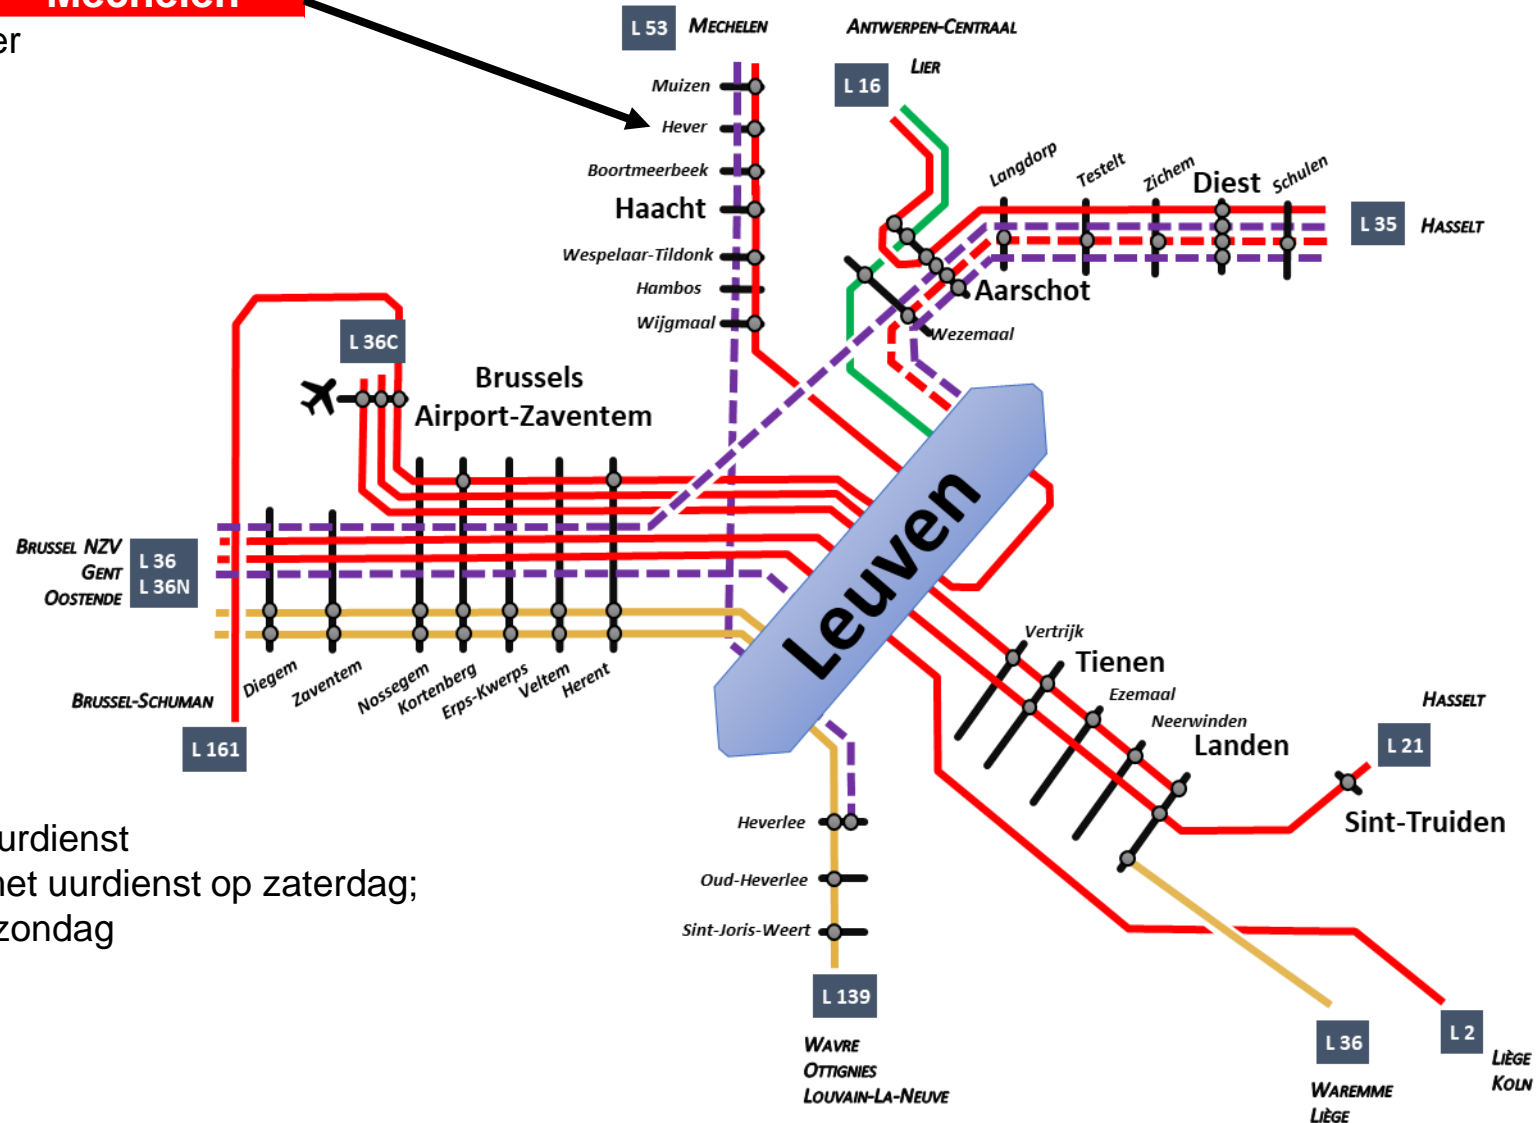 Mechelen
er
L 53
MECHELEN
Muizen
Hever
Boortmeerbeek
Haacht
Wespelaar-Tildonk
Hambos
Wijgmaal
ANTWERPEN-CENTRAAL
LIER
L 16
Langdorp
Testelt
Zichem
Diest
Schulen
L 35
HASSELT
Aarschot
Wezemaal
L 36C
Brussels
Airport-Zaventem
Leuven
BRUSSEL NZV
GENT
OOSTENDE
L 36
L 36N
BRUSSEL-SCHUMAN
L 161
Diegem
Zaventem
Nossegem
Kortenberg
Erps-Kwerps
Veltem
Herent
Vertrijk
Tienen
Ezemaal
Neerwinden
Landen
HASSELT
L 21
Sint-Truiden
urdienst
net uurdienst op zaterdag;
zondag
Heverlee
Oud-Heverlee
Sint-Joris-Weert
L 139
WAVRE
OTTIGNIES
LOUVAIN-LA-NEUVE
L 36
WAREMME
LIÈGE
L 2
LIÈGE
KOLN